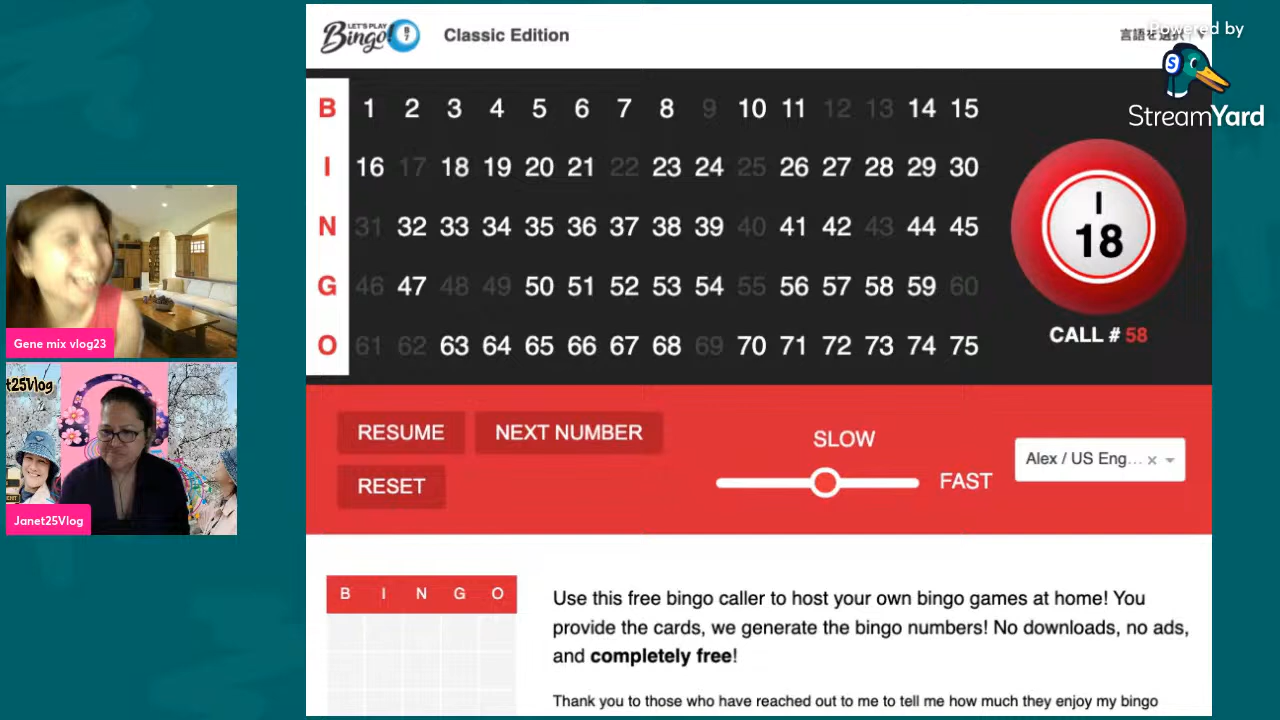 LET'S PLAY
Bingo!
B
7
Classic Edition
言語を選択
Powered by
S
StreamYard
B 1 2 3 4 5 6 7 8 9 10 11 12 13 14 15
I 16 17 18 19 20 21 22 23 24 25 26 27 28 29 30
N 31 32 33 34 35 36 37 38 39 40 41 42 43 44 45
G 46 47 48 49 50 51 52 53 54 55 56 57 58 59 60
O 61 62 63 64 65 66 67 68 69 70 71 72 73 74 75
I
18
CALL # 58
Gene mix vlog23
t25Vlog
Janet25Vlog
RESUME
NEXT NUMBER
RESET
SLOW
FAST
Alex / US Eng...
B I N G O
Use this free bingo caller to host your own bingo games at home! You
provide the cards, we generate the bingo numbers! No downloads, no ads,
and completely free!
Thank you to those who have reached out to me to tell me how much they enjoy my bingo